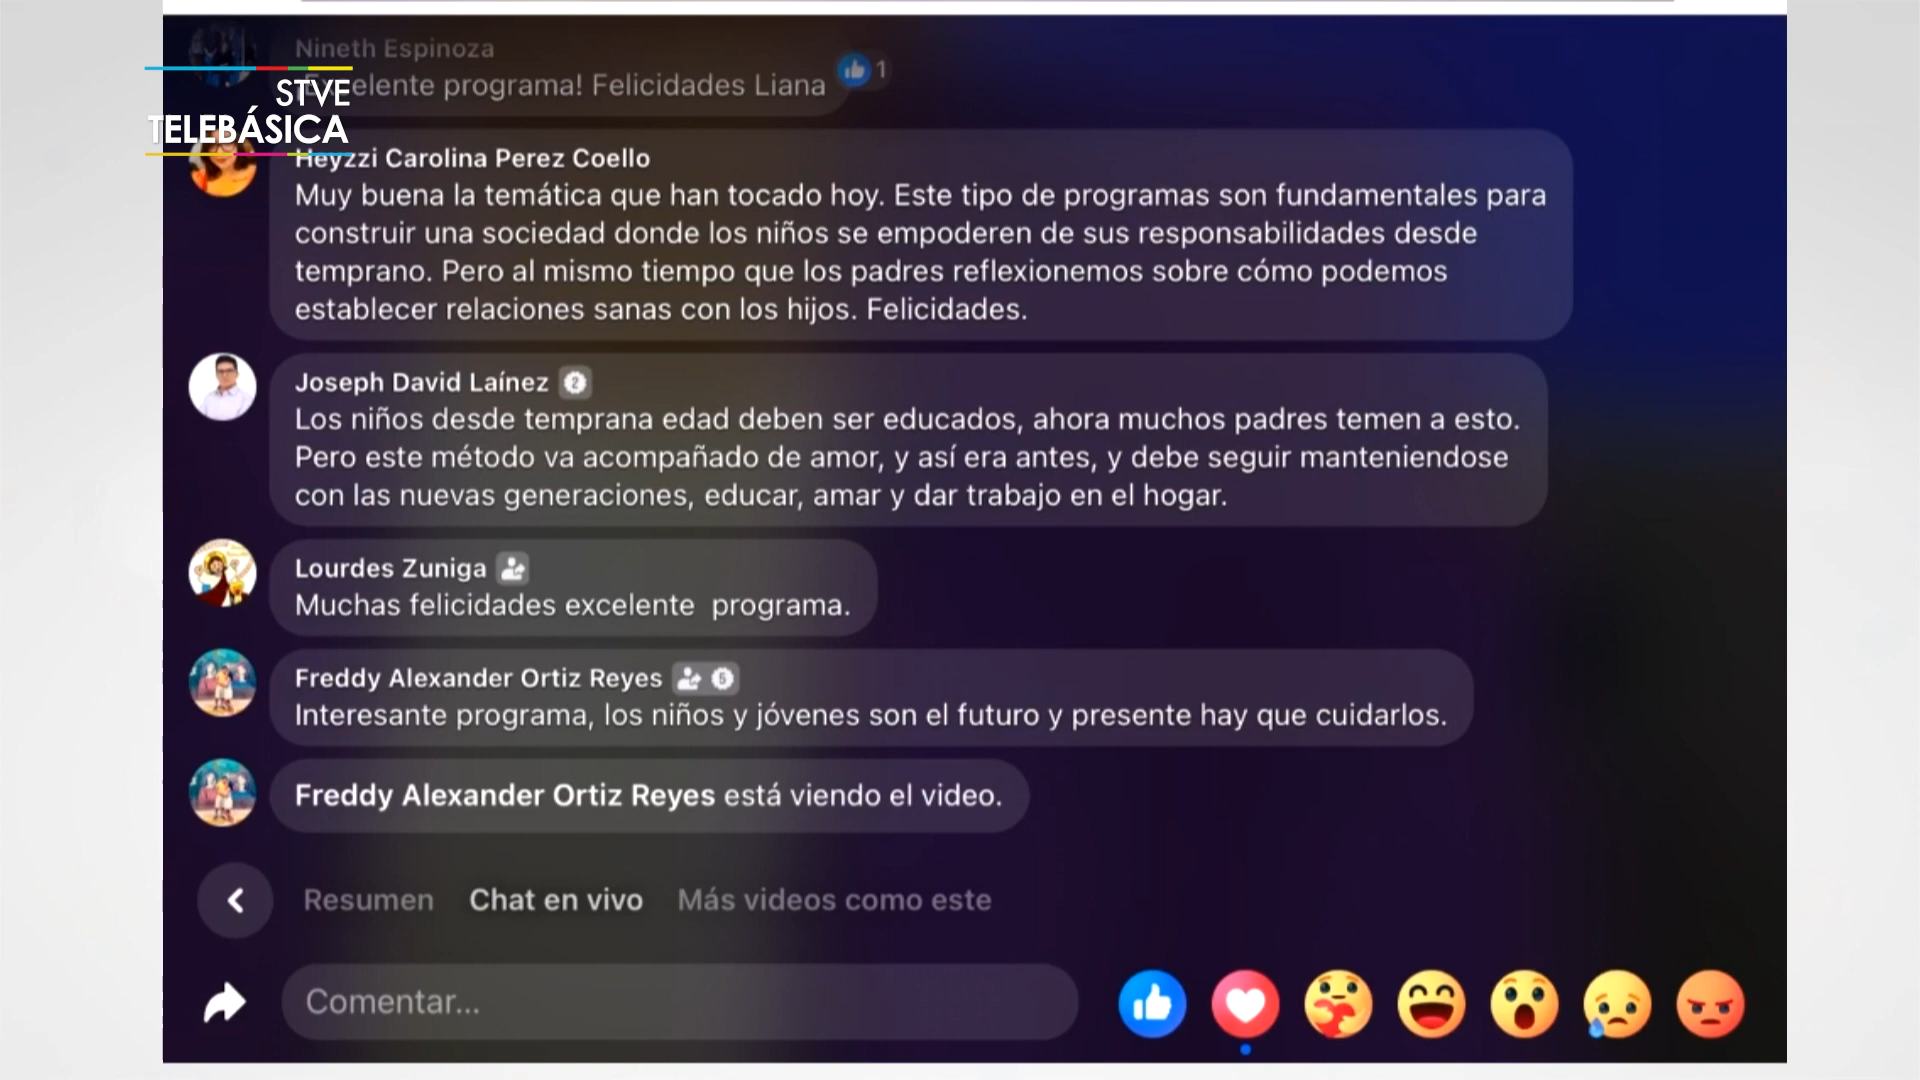 Nineth Espinoza
¡Excelente programa! Felicidades Liana
1
STVE
TELEBÁSICA
Heyzzi Carolina Perez Coello
Muy buena la temática que han tocado hoy. Este tipo de programas son fundamentales para
construir una sociedad donde los niños se empoderen de sus responsabilidades desde
temprano. Pero al mismo tiempo que los padres reflexionemos sobre cómo podemos
establecer relaciones sanas con los hijos. Felicidades.
Joseph David Laínez 2
Los niños desde temprana edad deben ser educados, ahora muchos padres temen a esto.
Pero este método va acompañado de amor, y así era antes, y debe seguir manteniendose
con las nuevas generaciones, educar, amar y dar trabajo en el hogar.
Lourdes Zuniga
Muchas felicidades excelente  programa.
Freddy Alexander Ortiz Reyes 5
Interesante programa, los niños y jóvenes son el futuro y presente hay que cuidarlos.
Freddy Alexander Ortiz Reyes está viendo el video.
Resumen Chat en vivo Más videos como este
Comentar...